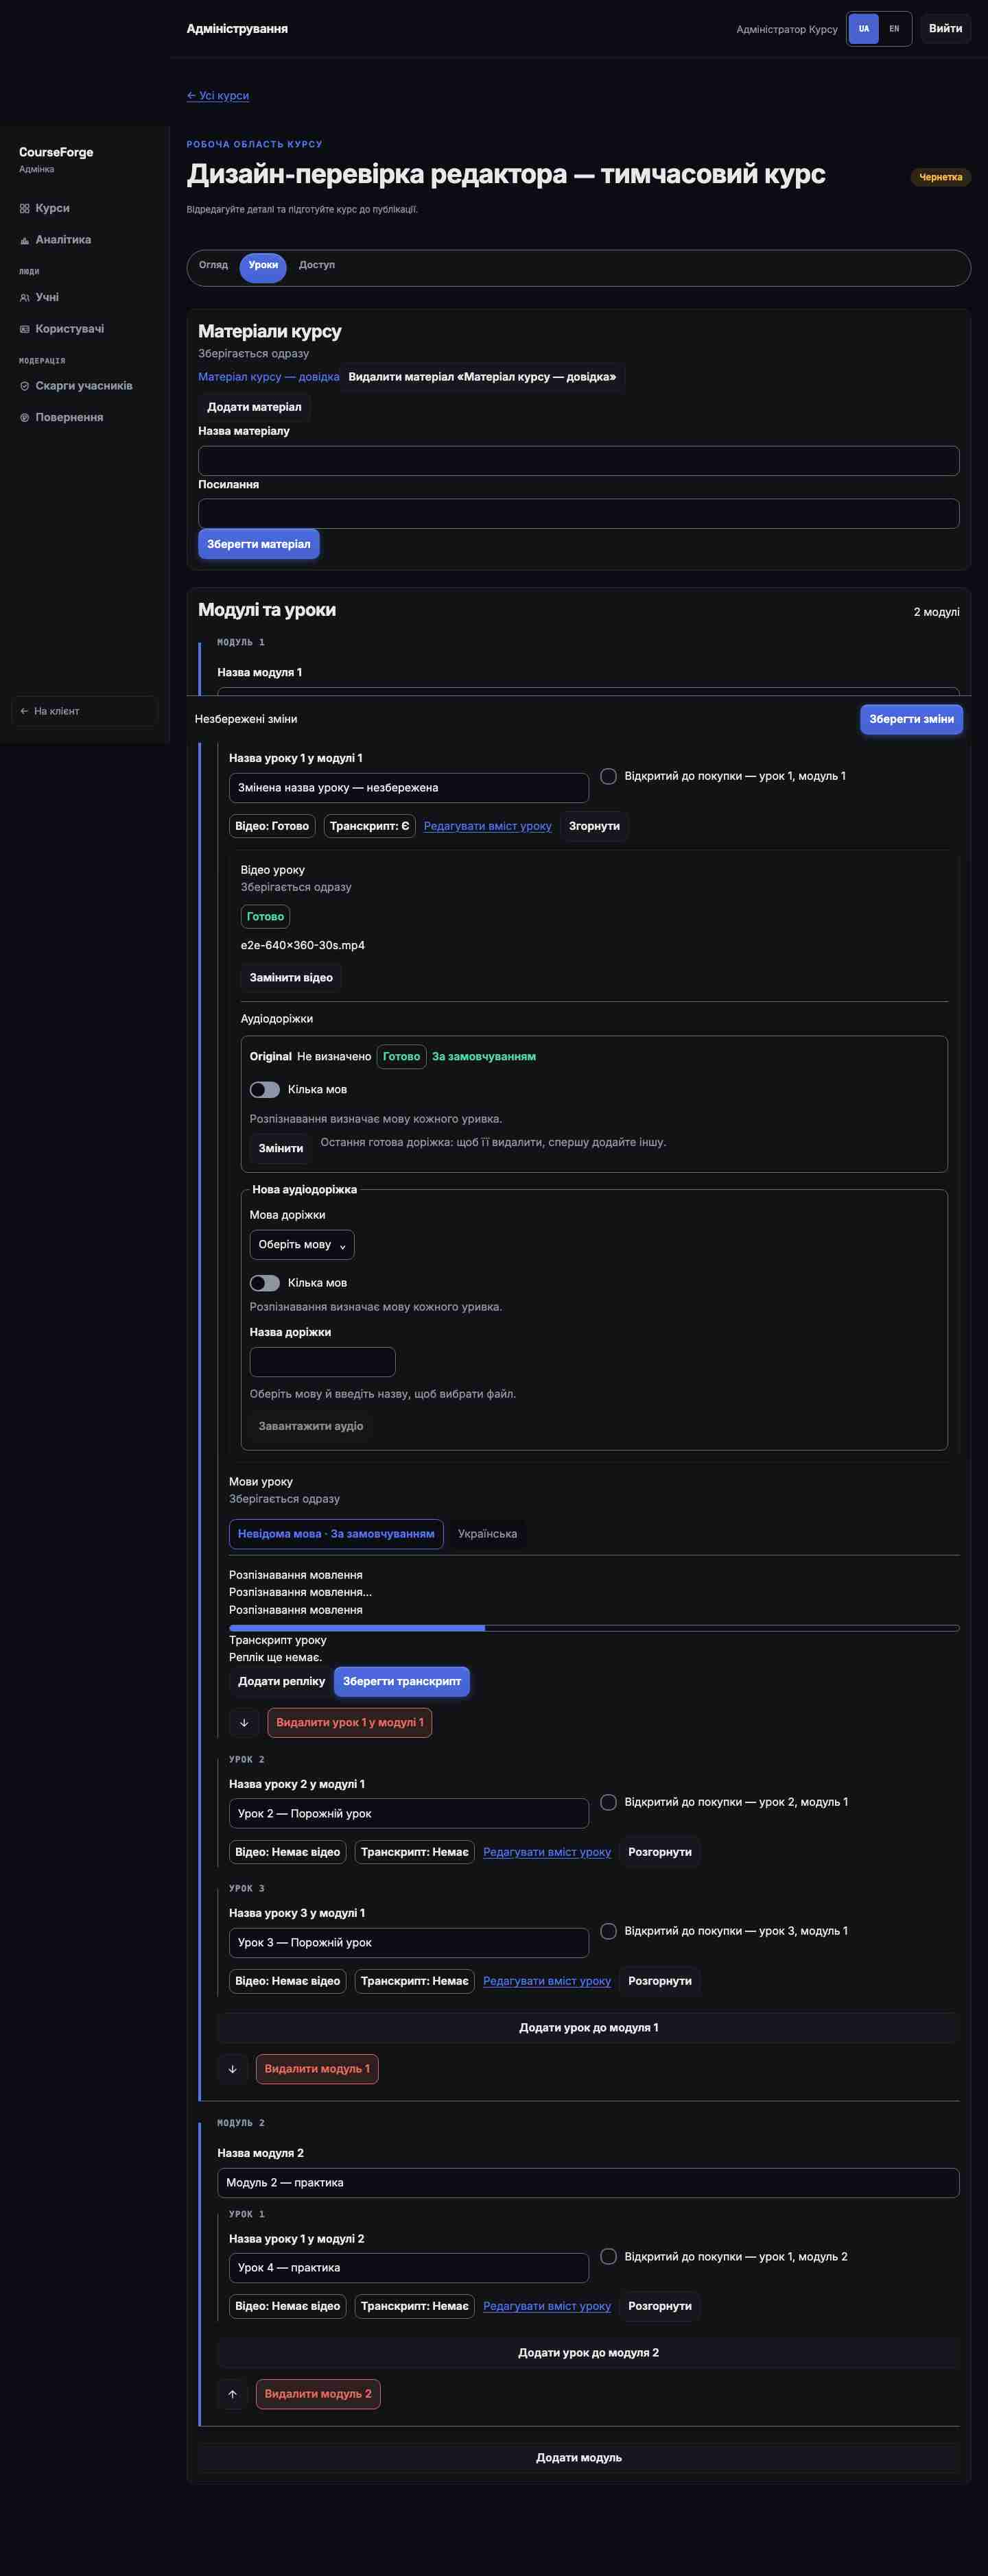 Адміністрування
Адміністратор Курсу
UA
EN
Вийти
← Усі курси
CourseForge
Адмінка
Курси
Аналітика
ЛЮДИ
Учні
Користувачі
МОДЕРАЦІЯ
Скарги учасників
Повернення
← На клієнт
РОБОЧА ОБЛАСТЬ КУРСУ
Дизайн-перевірка редактора — тимчасовий курс
Чернетка
Відредагуйте деталі та підготуйте курс до публікації.
Огляд
Уроки
Доступ
Матеріали курсу
Зберігається одразу
Матеріал курсу — довідка
Видалити матеріал «Матеріал курсу — довідка»
Додати матеріал
Назва матеріалу
Посилання
Зберегти матеріал
Модулі та уроки
2 модулі
МОДУЛЬ 1
Назва модуля 1
Незбережені зміни
Зберегти зміни
Назва уроку 1 у модулі 1
Змінена назва уроку — незбережена
Відкритий до покупки — урок 1, модуль 1
Відео: Готово
Транскрипт: Є
Редагувати вміст уроку
Згорнути
Відео уроку
Зберігається одразу
Готово
e2e-640×360-30s.mp4
Замінити відео
Аудіодоріжки
Original Не визначено Готово За замовчуванням
Кілька мов
Розпізнавання визначає мову кожного уривка.
Змінити
Остання готова доріжка: щоб її видалити, спершу додайте іншу.
Нова аудіодоріжка
Мова доріжки
Оберіть мову
Кілька мов
Розпізнавання визначає мову кожного уривка.
Назва доріжки
Оберіть мову й введіть назву, щоб вибрати файл.
Завантажити аудіо
Мови уроку
Зберігається одразу
Невідома мова · За замовчуванням
Українська
Розпізнавання мовлення
Розпізнавання мовлення…
Розпізнавання мовлення
Транскрипт уроку
Реплік ще немає.
Додати репліку
Зберегти транскрипт
↓
Видалити урок 1 у модулі 1
УРОК 2
Назва уроку 2 у модулі 1
Урок 2 — Порожній урок
Відкритий до покупки — урок 2, модуль 1
Відео: Немає відео
Транскрипт: Немає
Редагувати вміст уроку
Розгорнути
УРОК 3
Назва уроку 3 у модулі 1
Урок 3 — Порожній урок
Відкритий до покупки — урок 3, модуль 1
Відео: Немає відео
Транскрипт: Немає
Редагувати вміст уроку
Розгорнути
Додати урок до модуля 1
↓
Видалити модуль 1
МОДУЛЬ 2
Назва модуля 2
Модуль 2 — практика
УРОК 1
Назва уроку 1 у модулі 2
Урок 4 — практика
Відкритий до покупки — урок 1, модуль 2
Відео: Немає відео
Транскрипт: Немає
Редагувати вміст уроку
Розгорнути
Додати урок до модуля 2
↑
Видалити модуль 2
Додати модуль